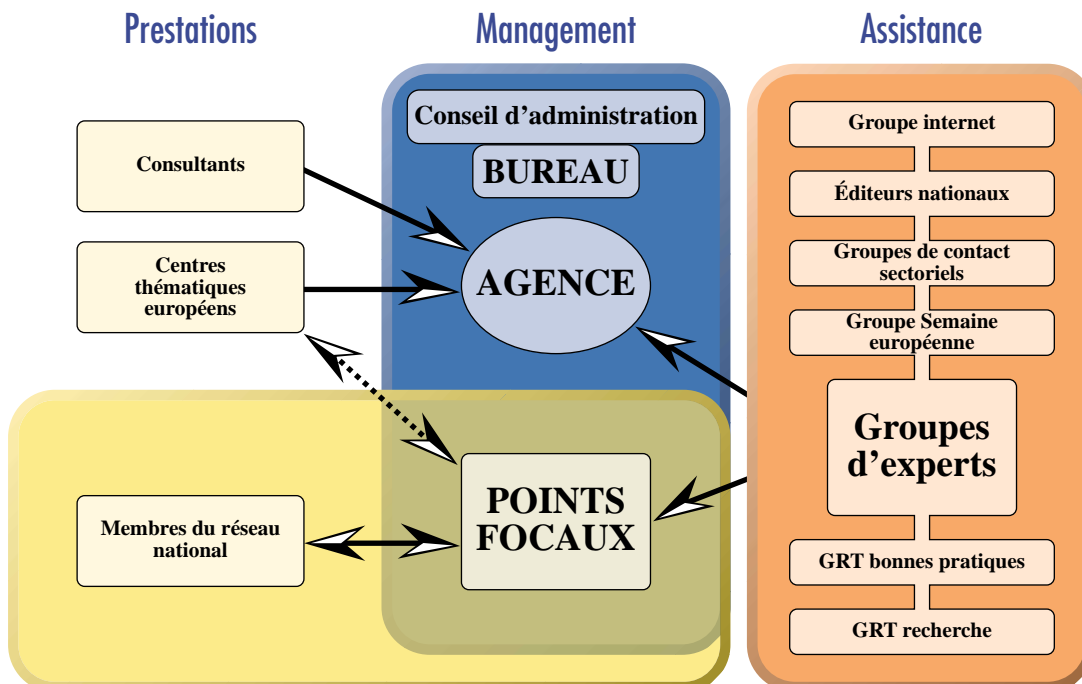 Prestations
Management
Assistance
Consultants
Centres
thématiques
européens
Membres du réseau
national
Conseil d’administration
BUREAU
AGENCE
POINTS
FOCAUX
Groupe internet
Éditeurs nationaux
Groupes de contact
sectoriels
Groupe Semaine
européenne
Groupes
d’experts
GRT bonnes pratiques
GRT recherche